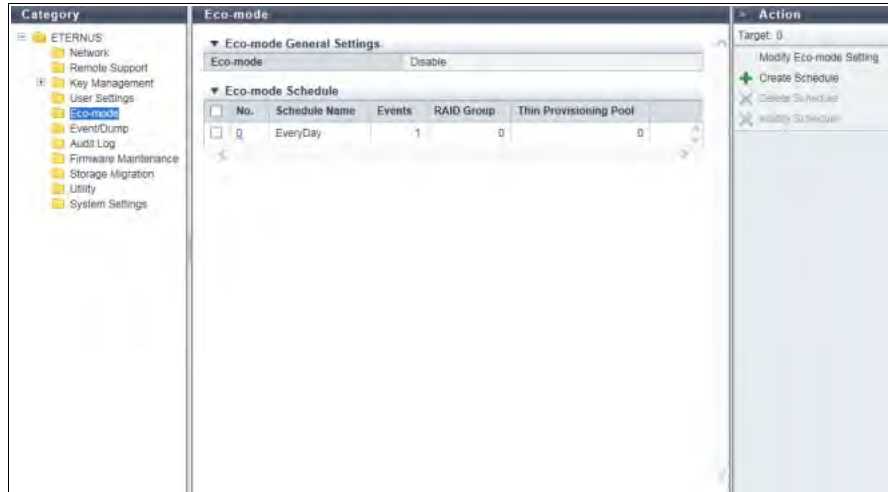 Category
ETERNUS
Network
Remote Support
Key Management
User Settings
Eco-mode
Event/Dump
Audit Log
Firmware Maintenance
Storage Migration
Utility
System Settings
Eco-mode
Eco-mode General Settings
Eco-mode Disable
Eco-mode Schedule
No. Schedule Name Events RAID Group Thin Provisioning Pool
0 EveryDay 1 0 0
Action
Target: 0
Modify Eco-mode Setting
Create Schedule
Delete Schedule
Modify Schedule